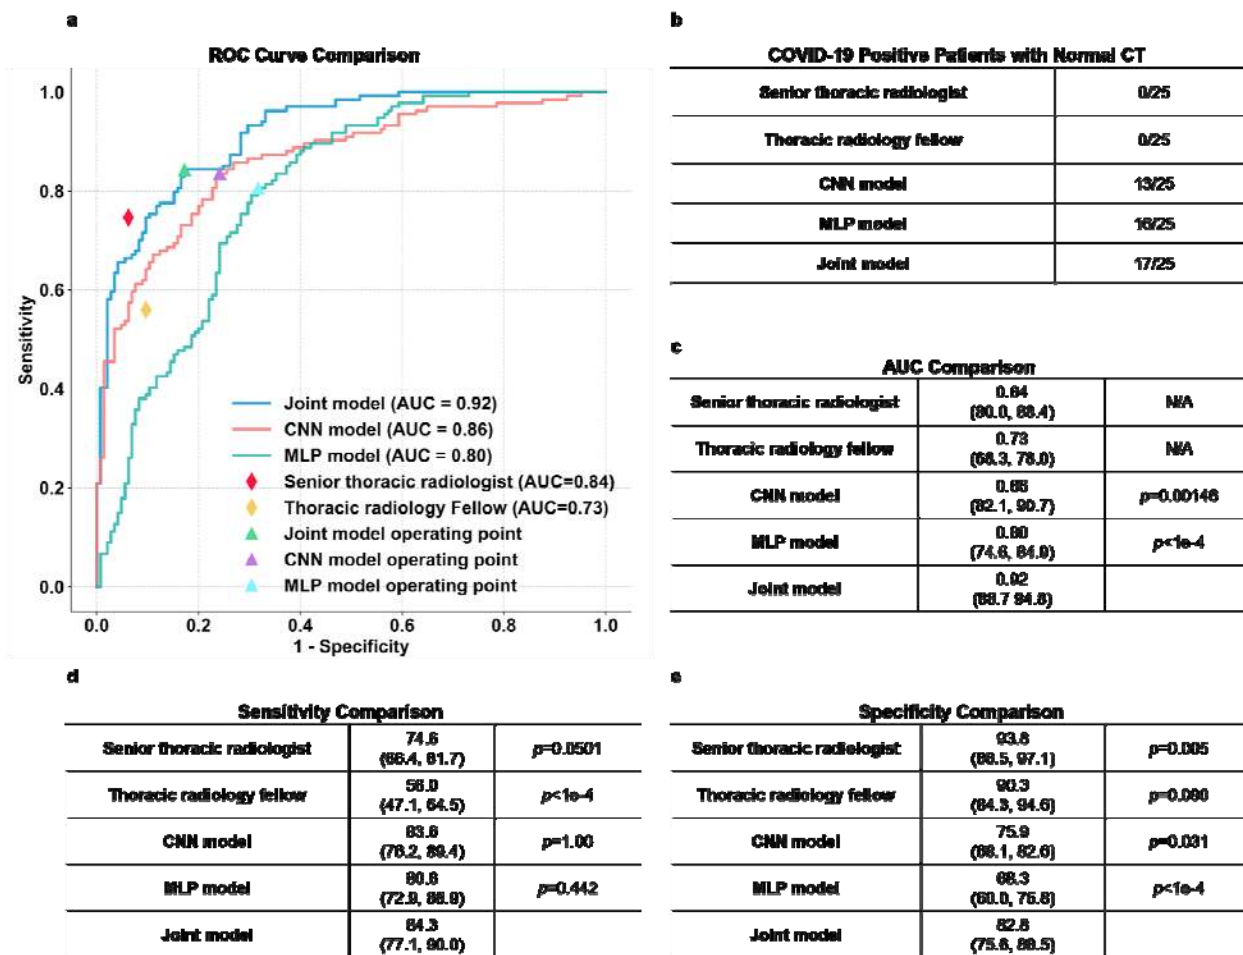 a
ROC Curve Comparison
1.0
0.8
0.6
0.4
0.2
0.0
Sensitivity
Joint model (AUC = 0.92)
CNN model (AUC = 0.86)
MLP model (AUC = 0.80)
Senior thoracic radiologist (AUC=0.84)
Thoracic radiology Fellow (AUC=0.73)
Joint model operating point
CNN model operating point
MLP model operating point
0.0 0.2 0.4 0.6 0.8 1.0
1 - Specificity
b
COVID-19 Positive Patients with Normal CT
Senior thoracic radiologist 0/25
Thoracic radiology fellow 0/25
CNN model 13/25
MLP model 16/25
Joint model 17/25
c
AUC Comparison
Senior thoracic radiologist 0.84 N/A
(80.0, 88.4)
Thoracic radiology fellow 0.73 N/A
(68.3, 78.0)
CNN model 0.86 p=0.00146
(82.1, 90.7)
MLP model 0.80 p<1e-4
(74.6, 84.9)
Joint model 0.92
(88.7 94.8)
d
Sensitivity Comparison
Senior thoracic radiologist 74.6 p=0.0501
(66.4, 81.7)
Thoracic radiology fellow 56.0 p<1e-4
(47.1, 64.5)
CNN model 83.6 p=1.00
(76.2, 89.4)
MLP model 80.6 p=0.442
(72.9, 86.9)
Joint model 84.3
(77.1, 90.0)
e
Specificity Comparison
Senior thoracic radiologist 93.8 p=0.005
(88.5, 97.1)
Thoracic radiology fellow 90.3 p=0.090
(84.3, 94.6)
CNN model 75.9 p=0.031
(68.1, 82.6)
MLP model 68.3 p<1e-4
(60.0, 75.8)
Joint model 82.8
(75.6, 88.5)